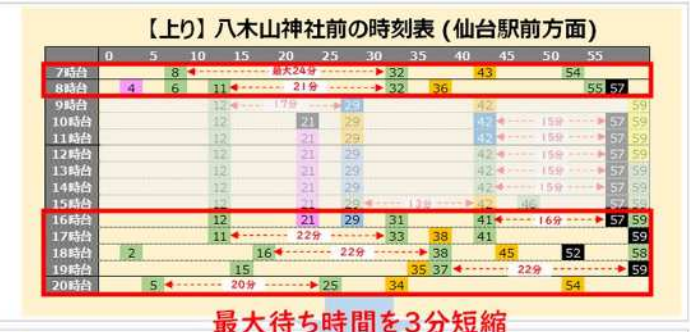 【上り】八木山神社前の時刻表(仙台駅前方面)
0 5 10 15 20 25 30 35 40 45 50 55
7時台 8 最大24分 32 43 54
8時台 4 6 11 21分 32 36 55 57
9時台 12 17分 29 42 59
10時台 12 21 29 42 15分 57 59
11時台 12 21 29 42 15分 57 59
12時台 12 21 29 42 15分 57 59
13時台 12 21 29 42 15分 57 59
14時台 12 21 29 42 15分 57 59
15時台 12 21 29 13分 42 46 57 59
16時台 12 21 29 31 41 16分 57 59
17時台 11 22分 33 38 41 59
18時台 2 16 22分 38 45 52 58
19時台 15 35 37 22分 59
20時台 5 20分 25 34 54
最大待ち時間を3分短縮